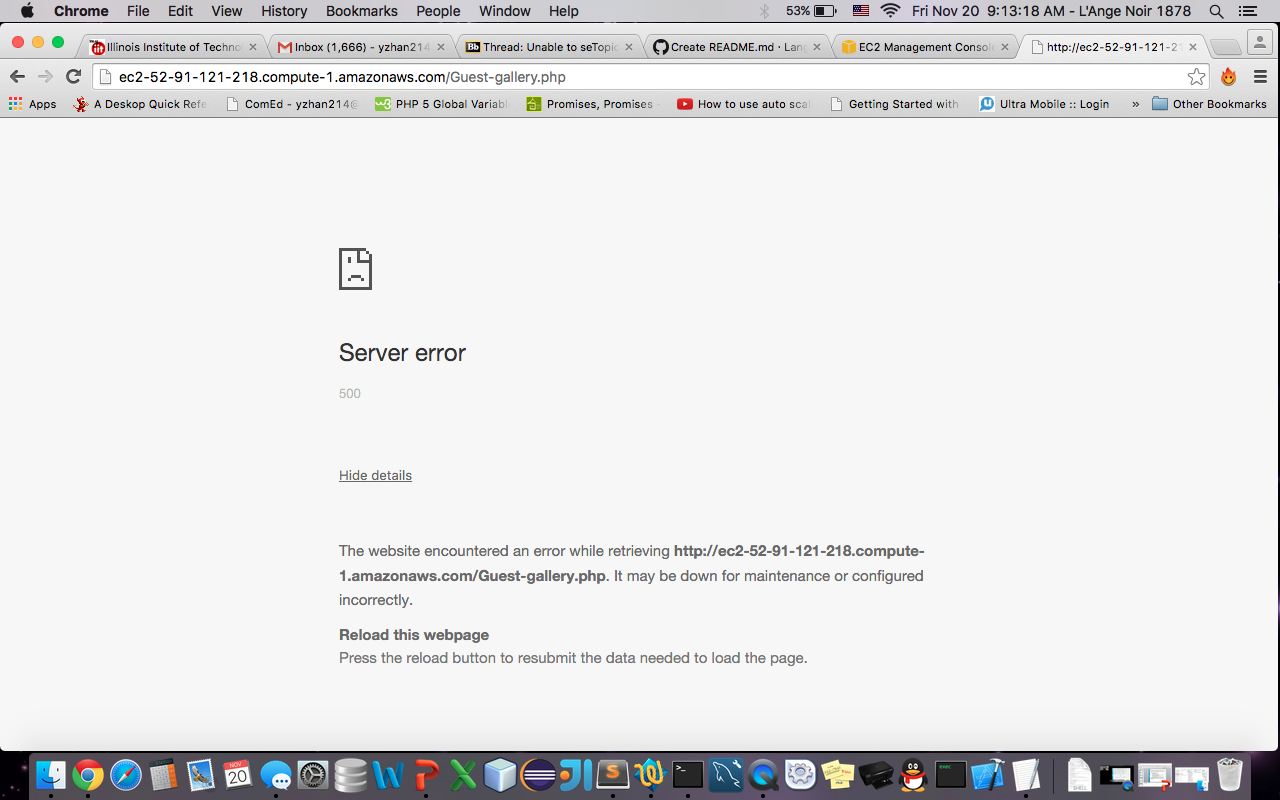 Chrome File Edit View History Bookmarks People Window Help 53% Fri Nov 20 9:13:18 AM - L'Ange Noir 1878
Illinois Institute of Techno Inbox (1,666) - yzhan214 Bb Thread: Unable to seTopic Create README.md · Lang EC2 Management Console http://ec2-52-91-121-21
ec2-52-91-121-218.compute-1.amazonaws.com/Guest-gallery.php
Apps A Deskop Quick Refe ComEd - yzhan214@ w3 PHP 5 Global Variabl Promises, Promises - How to use auto scal Getting Started with Ultra Mobile :: Login » Other Bookmarks
Server error
500
Hide details
The website encountered an error while retrieving http://ec2-52-91-121-218.compute-
1.amazonaws.com/Guest-gallery.php. It may be down for maintenance or configured
incorrectly.
Reload this webpage
Press the reload button to resubmit the data needed to load the page.
NOV
20